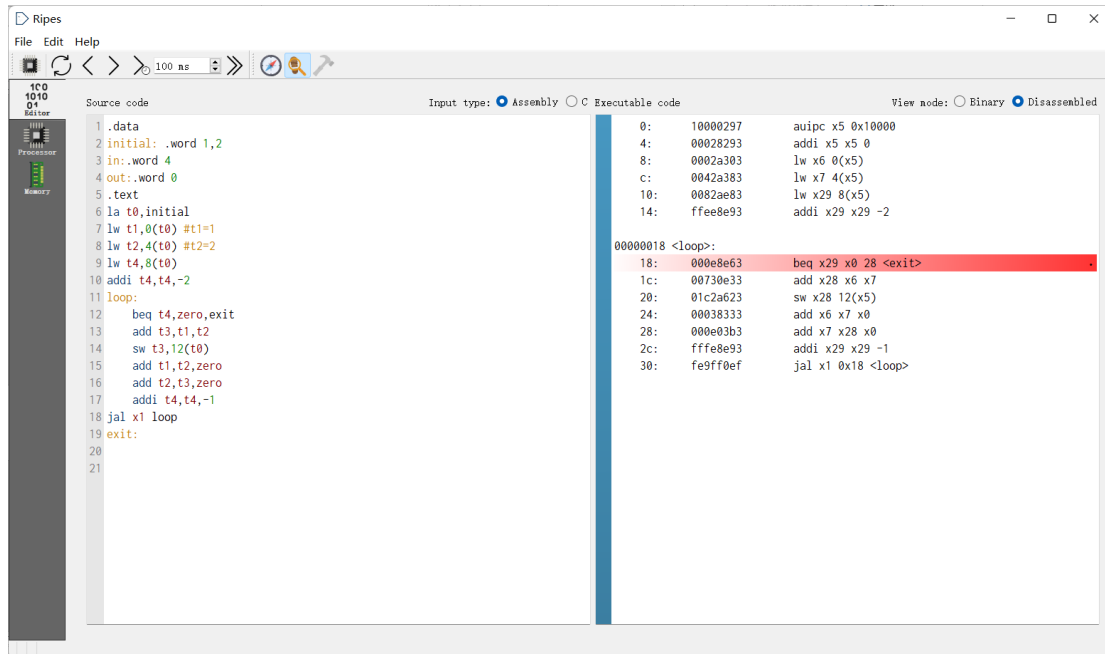 Ripes
File Edit Help
100 ms
1010
Editor
Processor
Memory
Source code Input type: Assembly C Executable code View mode: Binary Disassembled
1 .data
2 initial: .word 1,2
3 in:.word 4
4 out:.word 0
5 .text
6 la t0,initial
7 lw t1,0(t0) #t1=1
8 lw t2,4(t0) #t2=2
9 lw t4,8(t0)
10 addi t4,t4,-2
11 loop:
12 beq t4,zero,exit
13 add t3,t1,t2
14 sw t3,12(t0)
15 add t1,t2,zero
16 add t2,t3,zero
17 addi t4,t4,-1
18 jal x1 loop
19 exit:
20
21
0: 10000297 auipc x5 0x10000
4: 00028293 addi x5 x5 0
8: 0002a303 lw x6 0(x5)
c: 0042a383 lw x7 4(x5)
10: 0082ae83 lw x29 8(x5)
14: ffee8e93 addi x29 x29 -2
00000018 <loop>:
18: 000e8e63 beq x29 x0 28 <exit>
1c: 00730e33 add x28 x6 x7
20: 01c2a623 sw x28 12(x5)
24: 00038333 add x6 x7 x0
28: 000e03b3 add x7 x28 x0
2c: fffe8e93 addi x29 x29 -1
30: fe9ff0ef jal x1 0x18 <loop>